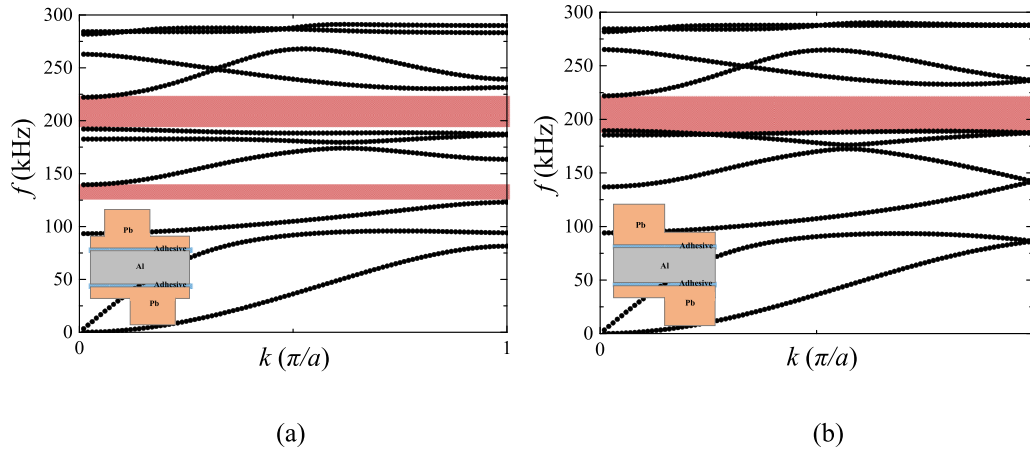 300
250
200
150
100
50
0
f (kHz)
Pb
Adhesive
Al
Adhesive
Pb
0
1
k (π/a)
(a)
300
250
200
150
100
50
0
f (kHz)
Pb
Adhesive
Al
Adhesive
Pb
0
k (π/a)
(b)